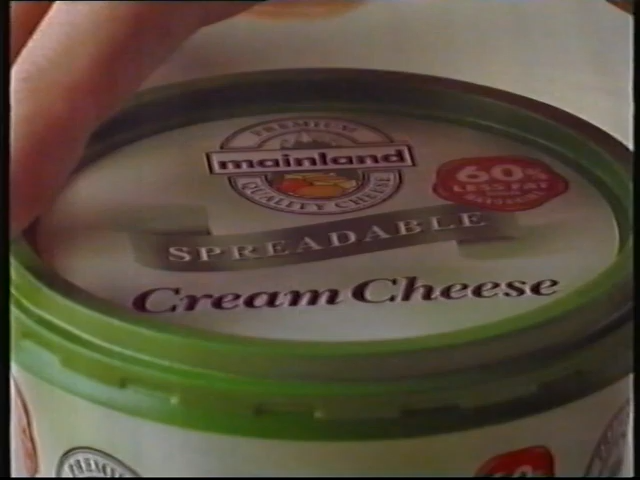 PREMIUM
mainland
QUALITY CHEESE
60%
LESS FAT
SPREADABLE
Cream Cheese